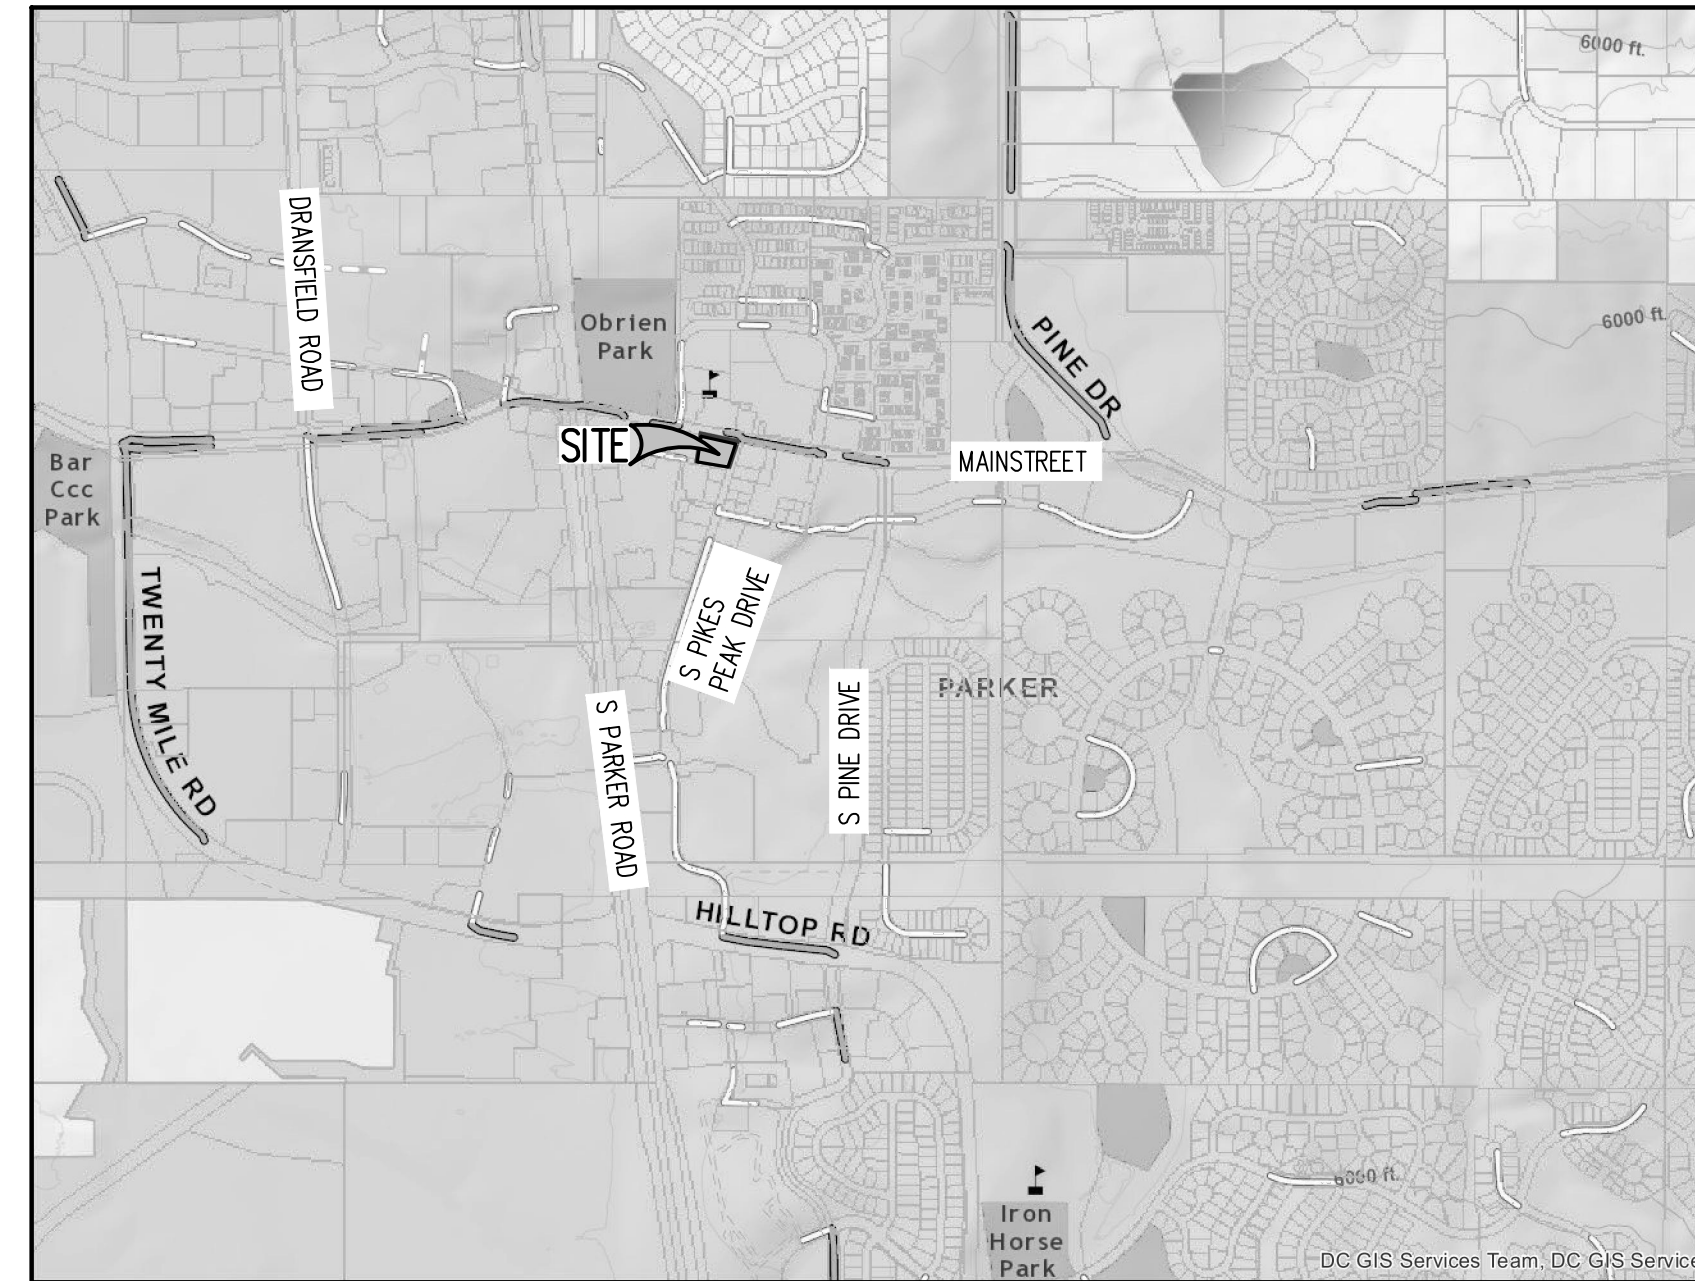 6000 ft.
DRANSFIELD ROAD
Obrien
Park
6000 ft.
PINE DR
SITE
MAINSTREET
Bar
Ccc
Park
TWENTY MILE RD
S PIKES
PEAK DRIVE
S PINE DRIVE
PARKER
S PARKER ROAD
HILLTOP RD
6000 ft.
Iron
Horse
Park
DC GIS Services Team, DC GIS Service